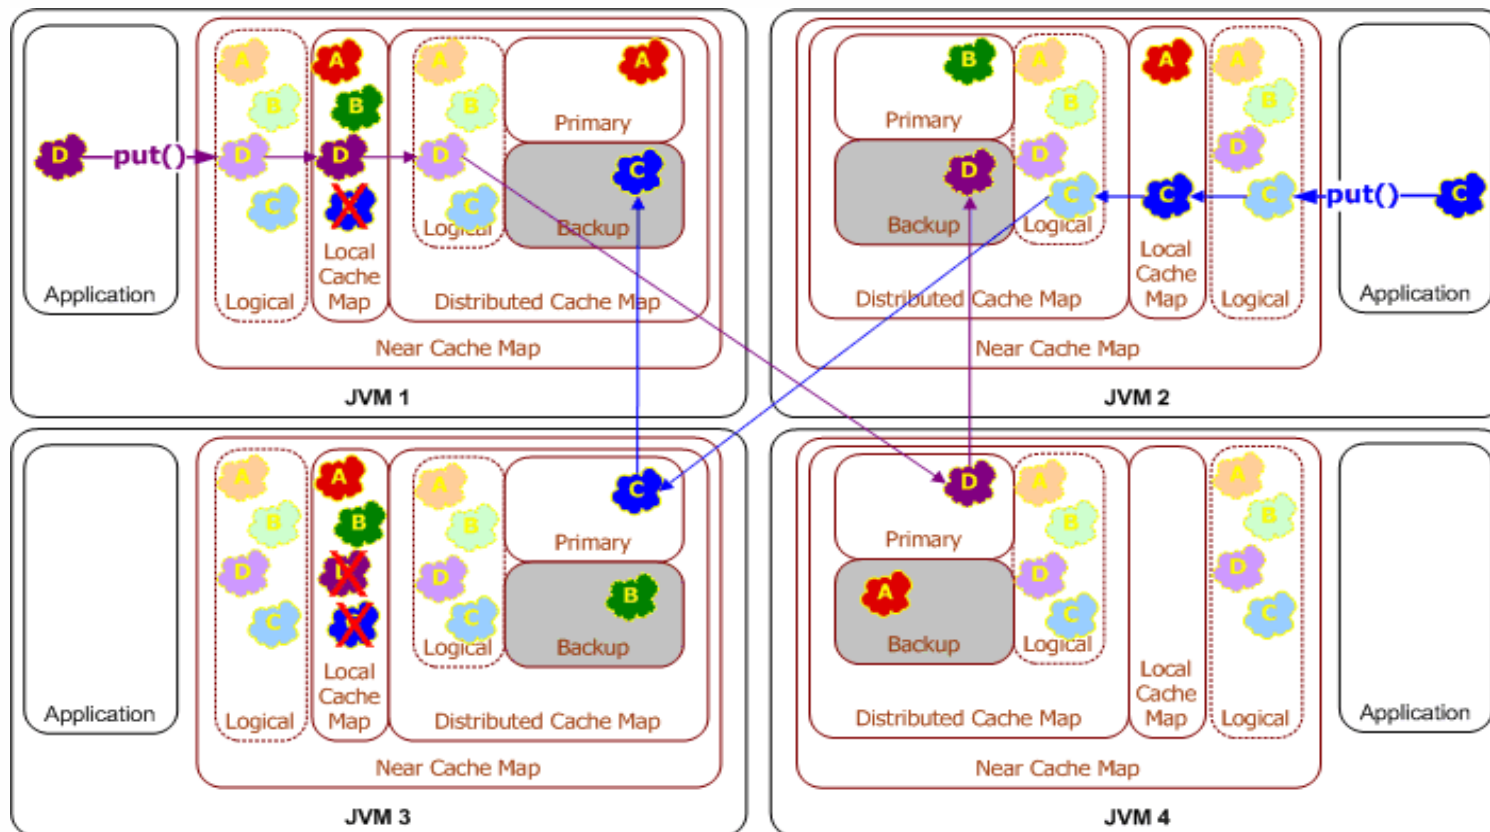 A
A
A
A
B
B
B
Primary
D
put()
D
D
D
C
C
C
Logical
Backup
Local
Cache
Map
Application
Logical
Distributed Cache Map
Near Cache Map
JVM 1
B
A
A
A
B
B
Primary
D
D
D
C
C
C
put()
C
Backup
Logical
Local
Cache
Map
Distributed Cache Map
Logical
Application
Near Cache Map
JVM 2
A
A
A
C
B
B
B
Primary
D
D
B
C
C
Logical
Backup
Local
Cache
Map
Application
Logical
Distributed Cache Map
Near Cache Map
JVM 3
D
A
A
B
B
Primary
D
D
A
C
C
Backup
Logical
Local
Cache
Map
Distributed Cache Map
Logical
Application
Near Cache Map
JVM 4